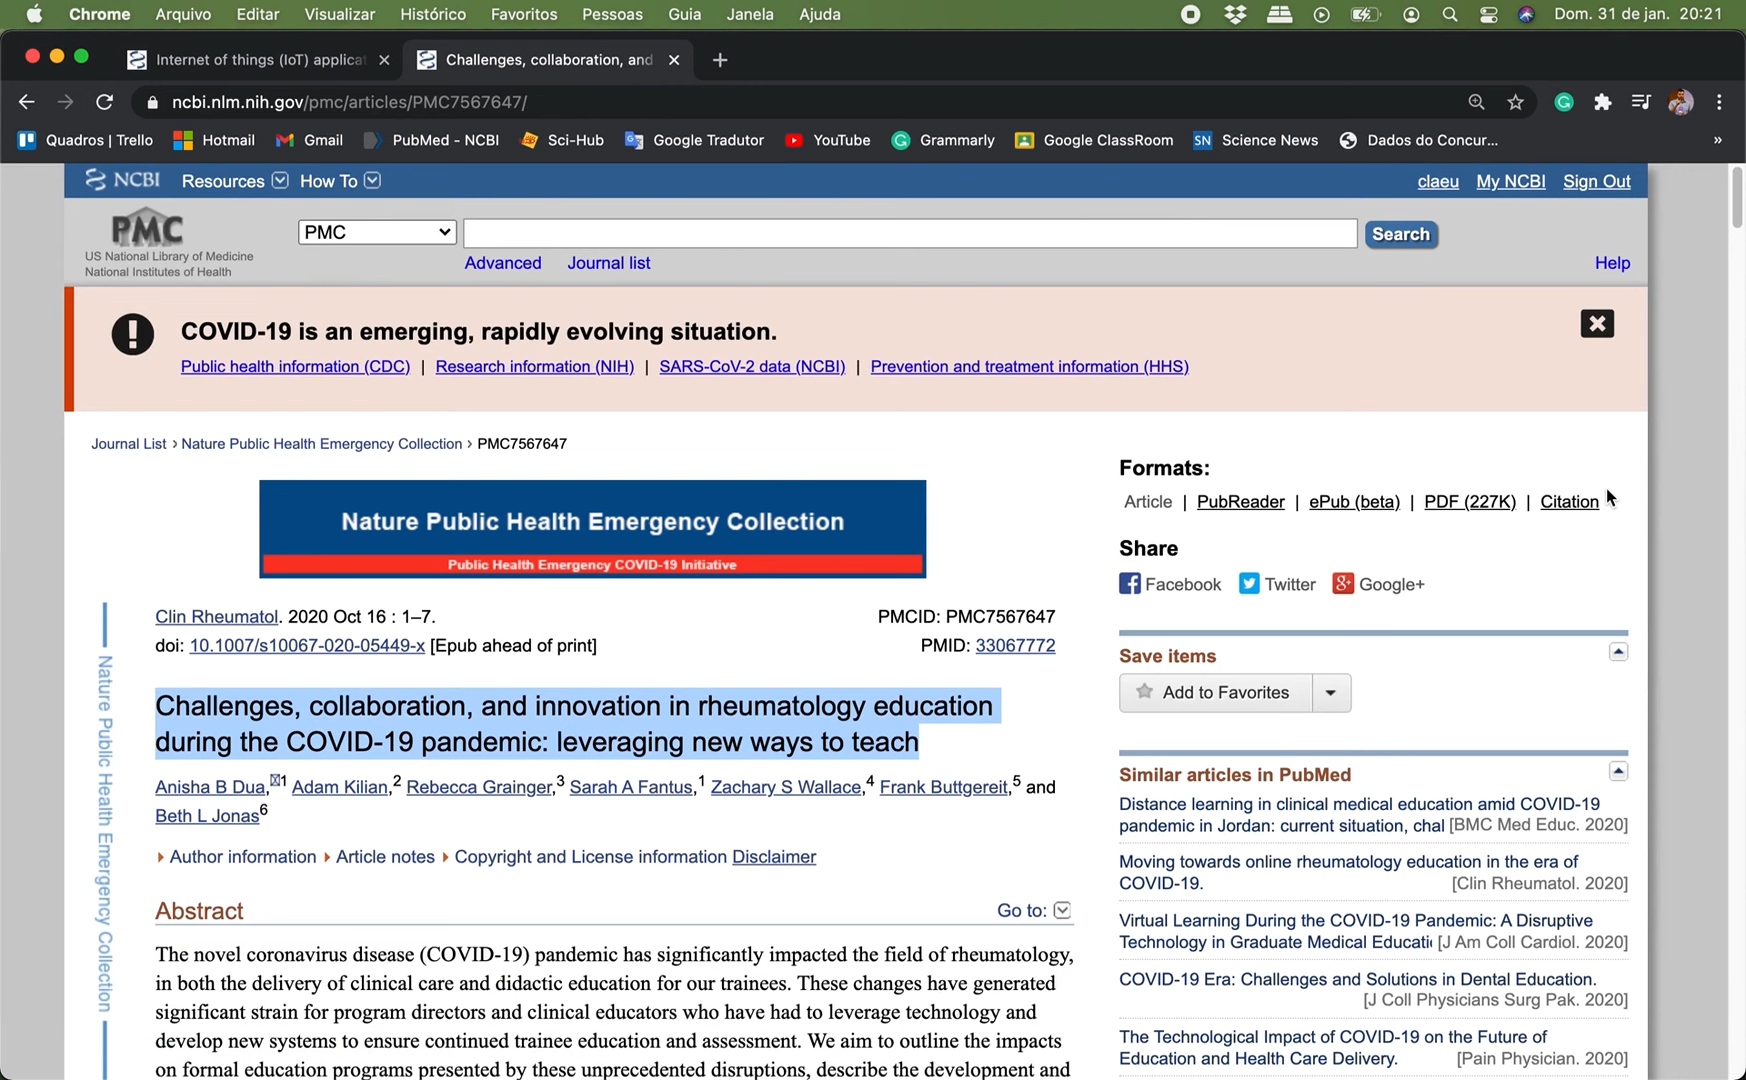 Chrome Arquivo Editar Visualizar Histórico Favoritos Pessoas Guia Janela Ajuda Dom. 31 de jan. 20:21
Internet of things (IoT) applicat Challenges, collaboration, and
ncbi.nlm.nih.gov/pmc/articles/PMC7567647/
Quadros | Trello Hotmail Gmail PubMed - NCBI Sci-Hub Google Tradutor YouTube Grammarly Google ClassRoom SN Science News Dados do Concur... »
NCBI Resources How To claeu My NCBI Sign Out
PMC
US National Library of Medicine
National Institutes of Health
PMC Search
Advanced Journal list Help
COVID-19 is an emerging, rapidly evolving situation.
Public health information (CDC) | Research information (NIH) | SARS-CoV-2 data (NCBI) | Prevention and treatment information (HHS)
Journal List > Nature Public Health Emergency Collection > PMC7567647
Nature Public Health Emergency Collection
Public Health Emergency COVID-19 Initiative
Nature Public Health Emergency Collection
Clin Rheumatol. 2020 Oct 16 : 1–7. PMCID: PMC7567647
doi: 10.1007/s10067-020-05449-x [Epub ahead of print] PMID: 33067772
Challenges, collaboration, and innovation in rheumatology education
during the COVID-19 pandemic: leveraging new ways to teach
Anisha B Dua,✉1 Adam Kilian,2 Rebecca Grainger,3 Sarah A Fantus,1 Zachary S Wallace,4 Frank Buttgereit,5 and
Beth L Jonas6
Author information Article notes Copyright and License information Disclaimer
Abstract Go to:
The novel coronavirus disease (COVID-19) pandemic has significantly impacted the field of rheumatology,
in both the delivery of clinical care and didactic education for our trainees. These changes have generated
significant strain for program directors and clinical educators who have had to leverage technology and
develop new systems to ensure continued trainee education and assessment. We aim to outline the impacts
on formal education programs presented by these unprecedented disruptions, describe the development and
Formats:
Article | PubReader | ePub (beta) | PDF (227K) | Citation
Share
Facebook Twitter Google+
Save items
Add to Favorites
Similar articles in PubMed
Distance learning in clinical medical education amid COVID-19
pandemic in Jordan: current situation, chal [BMC Med Educ. 2020]
Moving towards online rheumatology education in the era of
COVID-19. [Clin Rheumatol. 2020]
Virtual Learning During the COVID-19 Pandemic: A Disruptive
Technology in Graduate Medical Educati [J Am Coll Cardiol. 2020]
COVID-19 Era: Challenges and Solutions in Dental Education.
[J Coll Physicians Surg Pak. 2020]
The Technological Impact of COVID-19 on the Future of
Education and Health Care Delivery. [Pain Physician. 2020]